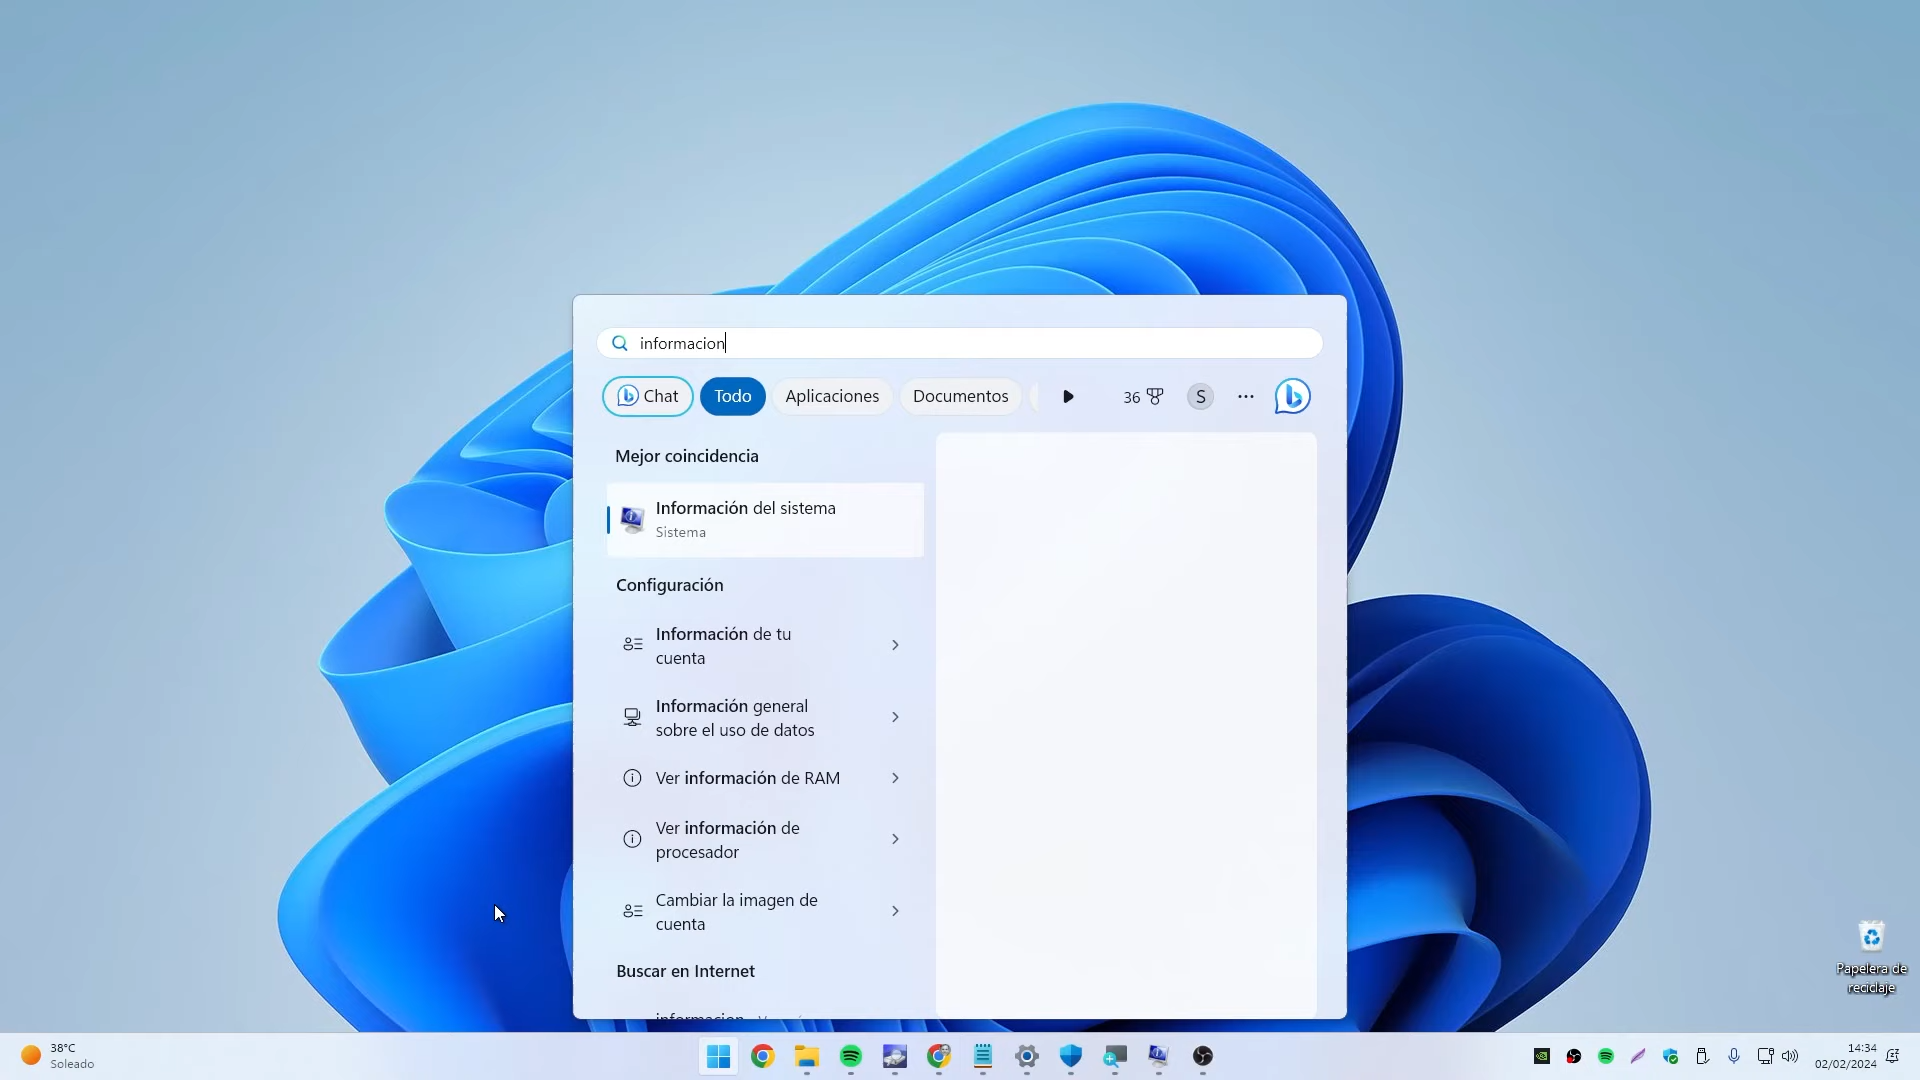 informacion
Chat
Todo
Aplicaciones
Documentos
36
S
Mejor coincidencia
Información del sistema
Sistema
Configuración
Información de tu
cuenta
Información general
sobre el uso de datos
Ver información de RAM
Ver información de
procesador
Cambiar la imagen de
cuenta
Buscar en Internet
informacion
Papelera de
reciclaje
38°C
Soleado
14:34
02/02/2024